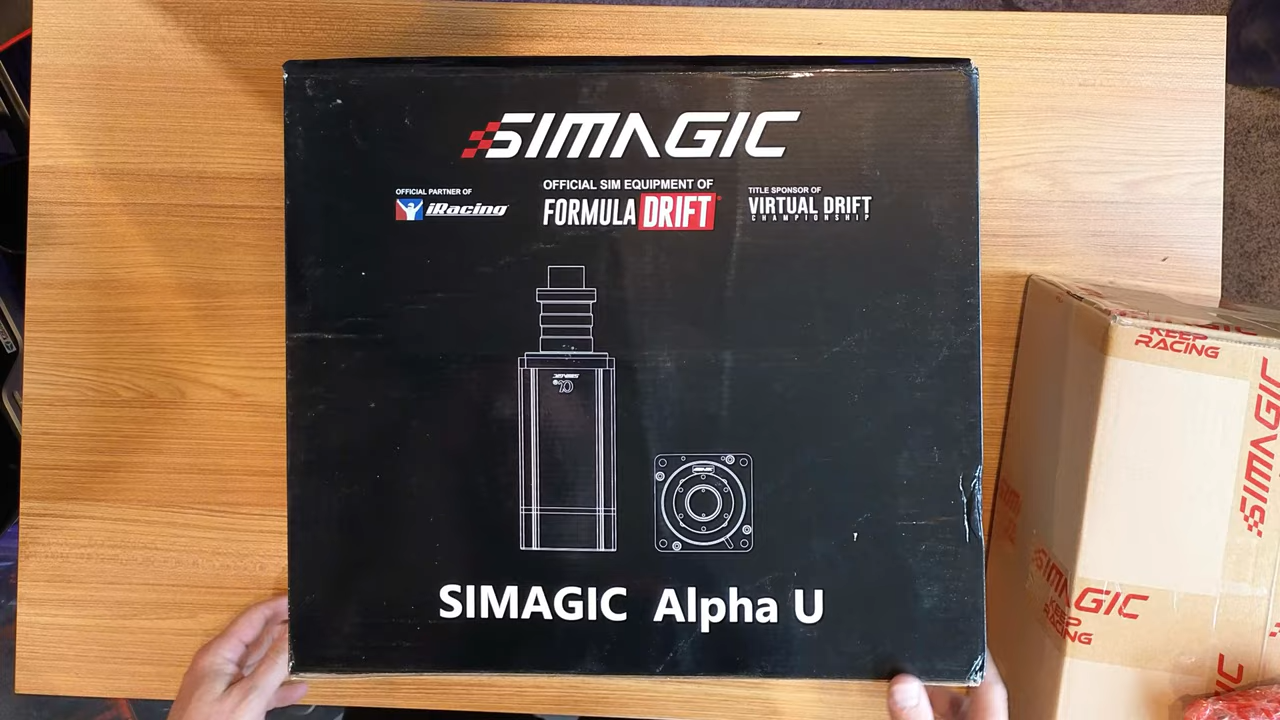 SIMAGIC
OFFICIAL PARTNER OF
iRacing
OFFICIAL SIM EQUIPMENT OF
FORMULA DRIFT
TITLE SPONSOR OF
VIRTUAL DRIFT
CHAMPIONSHIP
SIMAGIC
α
SIMAGIC Alpha U
SIMAGIC
KEEP
RACING
SIMAGIC
SIMAGIC
KEEP
RACING